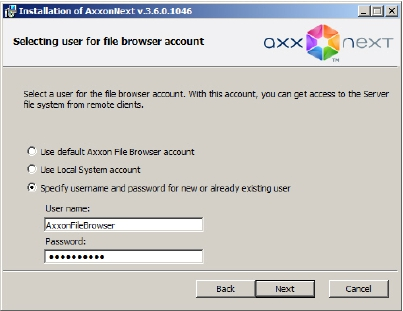 Installation of AxxonNext v.3.6.0.1046
Selecting user for file browser account
axxonnext
TM
Select a user for the file browser account. With this account, you can get access to the Server
file system from remote clients.
Use default Axxon File Browser account
Use Local System account
Specify username and password for new or already existing user
User name:
AxxonFileBrowser
Password:
●●●●●●●●●●
Back
Next
Cancel